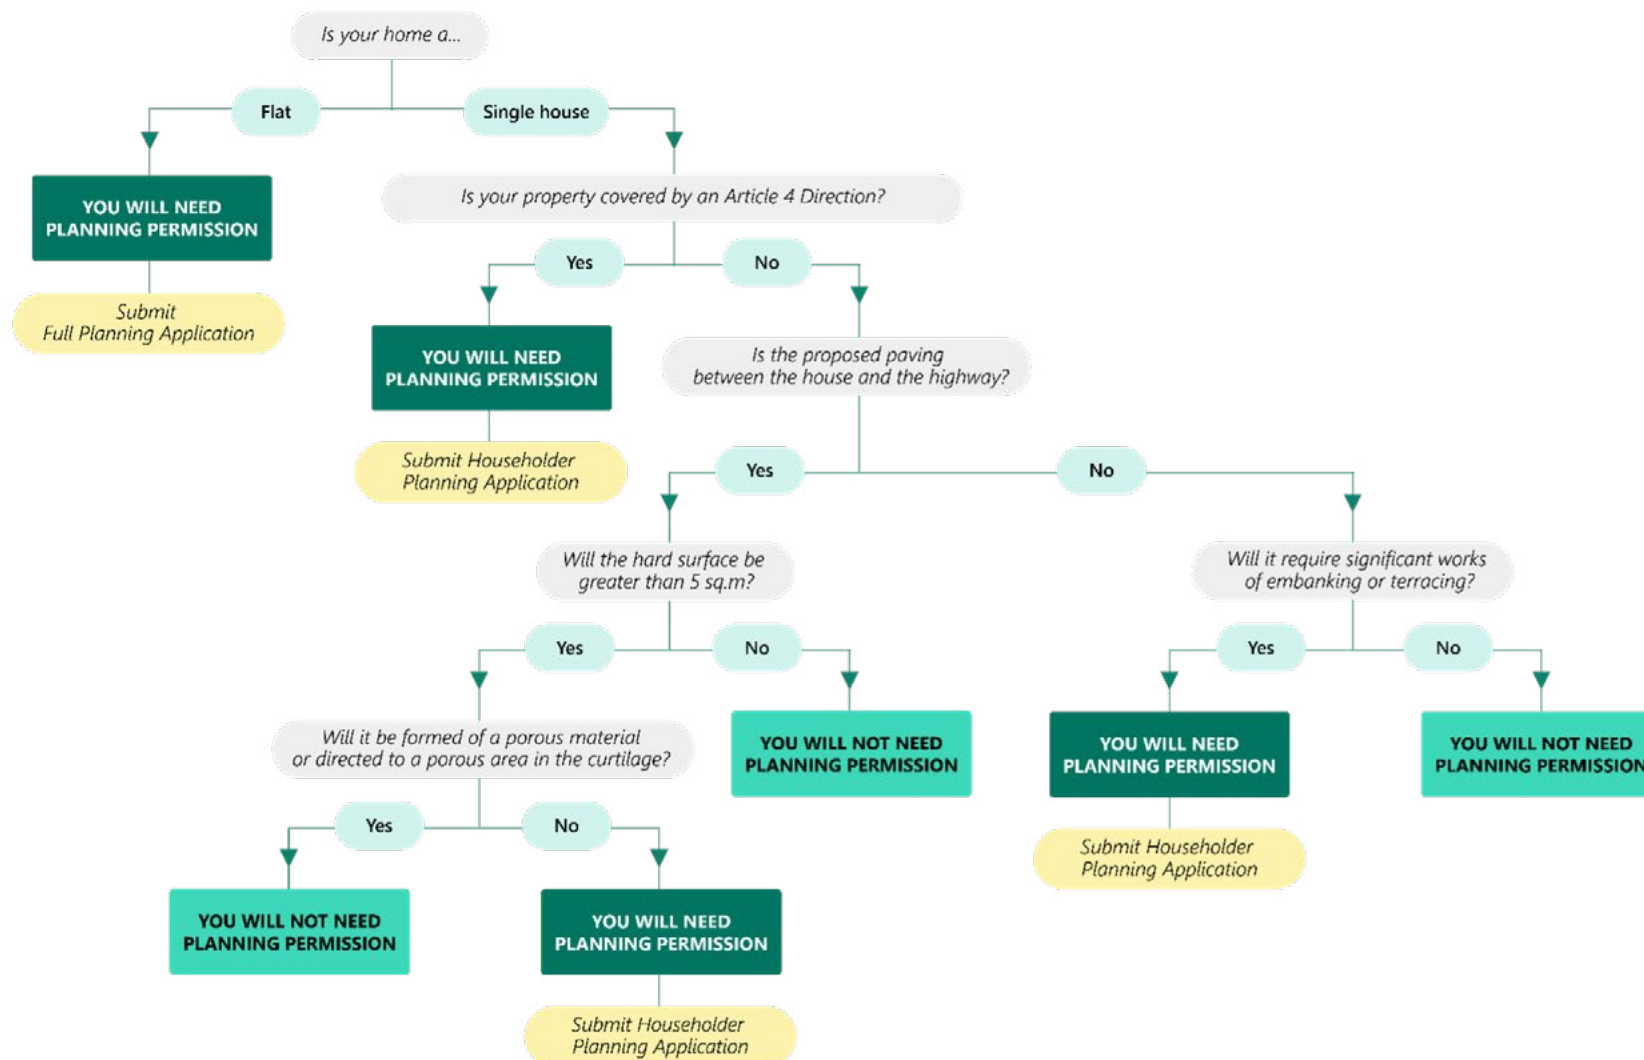 Is your home a...
Flat
Single house
YOU WILL NEED
PLANNING PERMISSION
Submit
Full Planning Application
Is your property covered by an Article 4 Direction?
Yes
No
YOU WILL NEED
PLANNING PERMISSION
Submit Householder
Planning Application
Is the proposed paving
between the house and the highway?
Yes
No
Will the hard surface be
greater than 5 sq.m?
Will it require significant works
of embanking or terracing?
Yes
No
Yes
No
Will it be formed of a porous material
or directed to a porous area in the curtilage?
YOU WILL NOT NEED
PLANNING PERMISSION
YOU WILL NEED
PLANNING PERMISSION
YOU WILL NOT NEED
PLANNING PERMISSION
Yes
No
Submit Householder
Planning Application
YOU WILL NOT NEED
PLANNING PERMISSION
YOU WILL NEED
PLANNING PERMISSION
Submit Householder
Planning Application